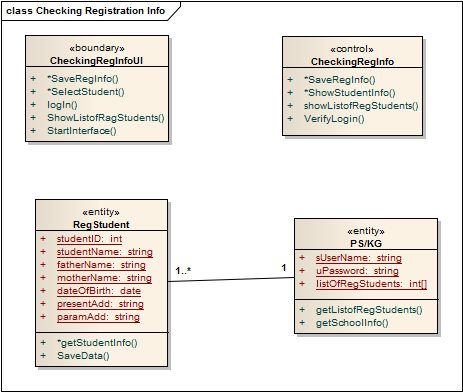 class Checking Registration Info
«boundary»
CheckingRegInfoUI
+ *SaveRegInfo()
+ *SelectStudent()
+ logIn()
+ ShowListofRagStudents()
+ StartInterface()
«control»
CheckingRegInfo
+ *SaveRegInfo()
+ *ShowStudentInfo()
+ showListofRegStudents()
+ VerifyLogin()
«entity»
RegStudent
+ studentID: int
+ studentName: string
+ fatherName: string
+ motherName: string
+ dateOfBirth: date
+ presentAdd: string
+ paramAdd: string
+ *getStudentInfo()
+ SaveData()
1..*
1
«entity»
PS/KG
+ sUserName: string
+ uPassword: string
+ listOfRegStudents: int[]
+ getListofRegStudents()
+ getSchoolInfo()